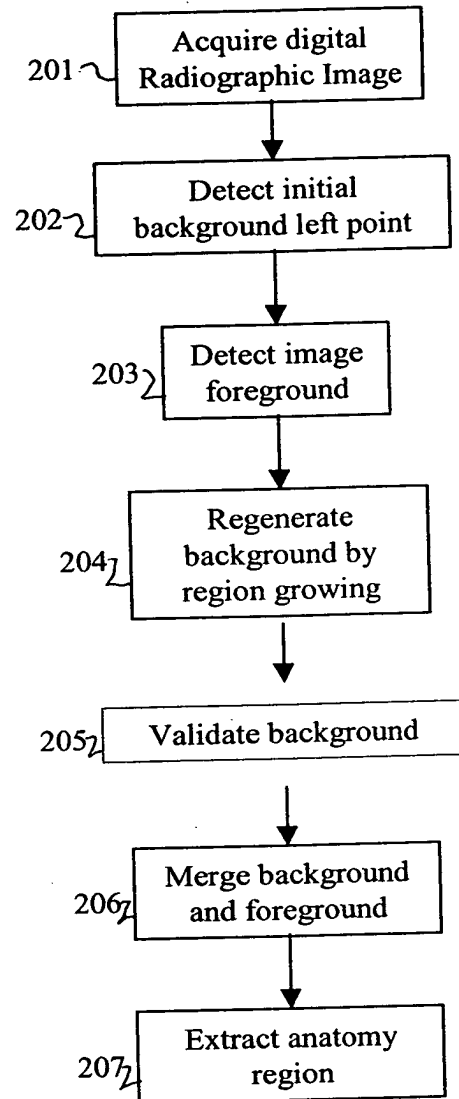 201
Acquire digital
Radiographic Image
202
Detect initial
background left point
203
Detect image
foreground
204
Regenerate
background by
region growing
205
Validate background
206
Merge background
and foreground
207
Extract anatomy
region